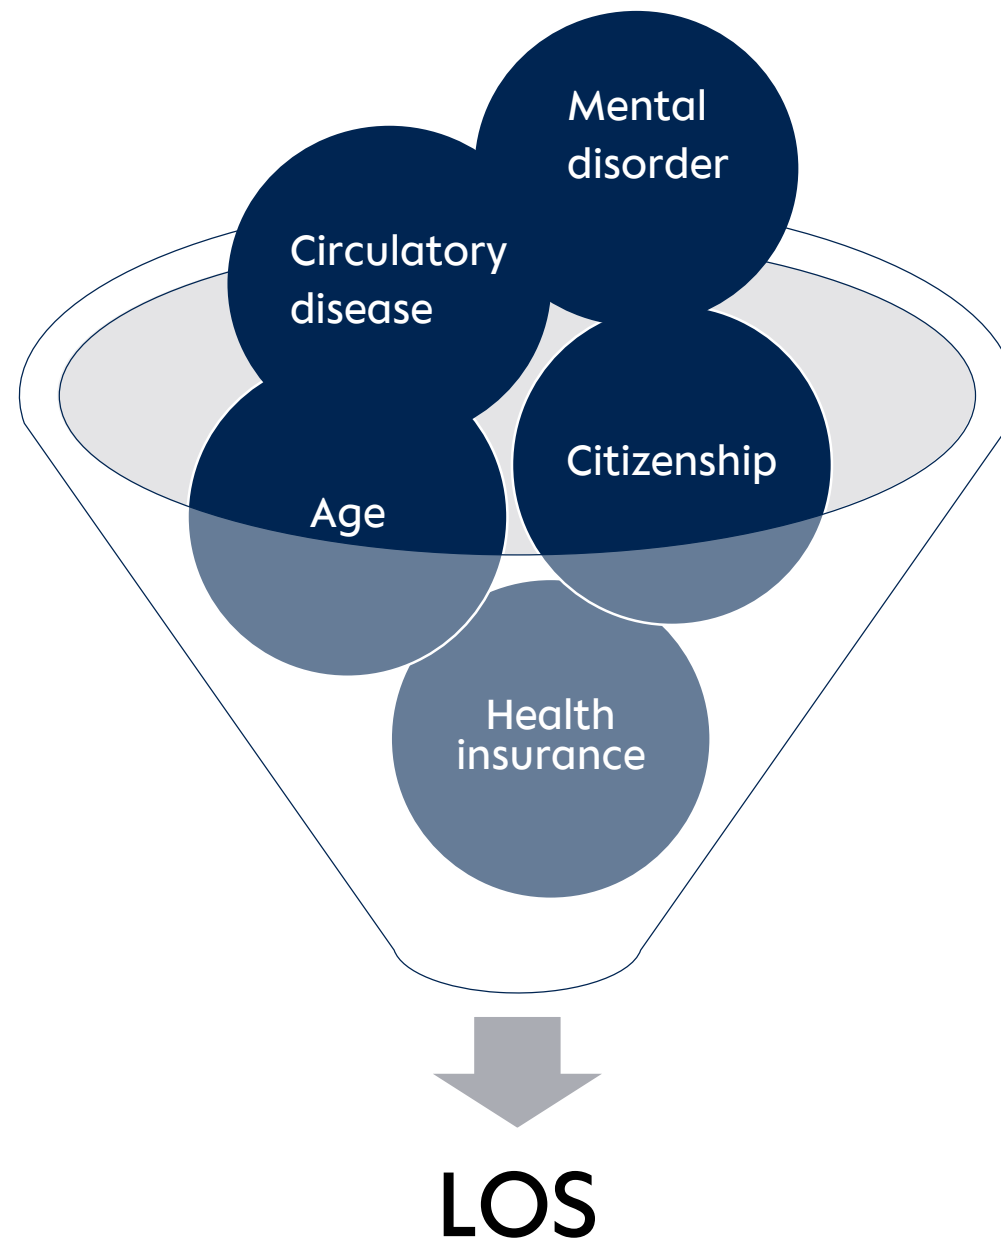 Mental
disorder
Circulatory
disease
Citizenship
Age
Health
insurance
LOS